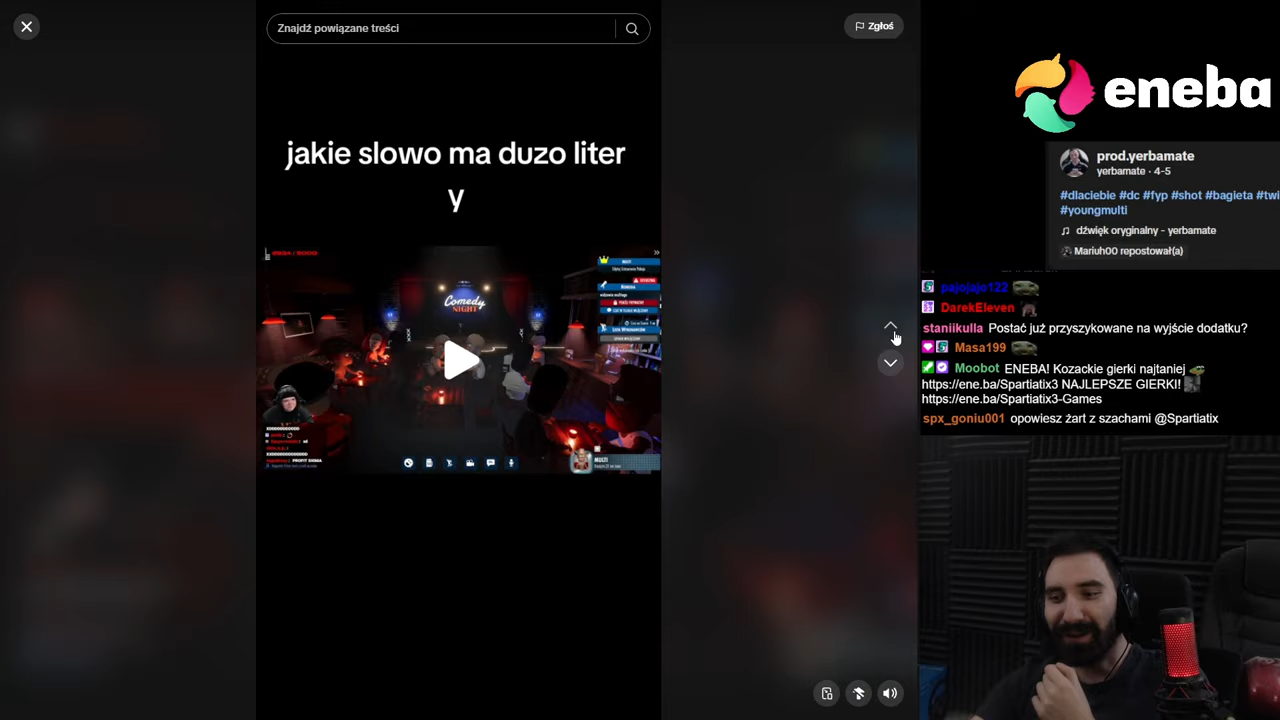 Znajdź powiązane treści
Zgłoś
jakie slowo ma duzo liter
y
Comedy
NIGHT
MULTI
eneba
prod.yerbamate
yerbamate · 4-5
#dlaciebie #dc #fyp #shot #bagieta #twi
#youngmulti
dźwięk oryginalny - yerbamate
Mariuh00 repostował(a)
pajojajo122
DarekEleven
staniikulla Postać już przyszykowane na wyjście dodatku?
Masa199
Moobot ENEBA! Kozackie gierki najtaniej
https://ene.ba/Spartiatix3 NAJLEPSZE GIERKI!
https://ene.ba/Spartiatix3-Games
spx_goniu001 opowiesz żart z szachami @Spartiatix